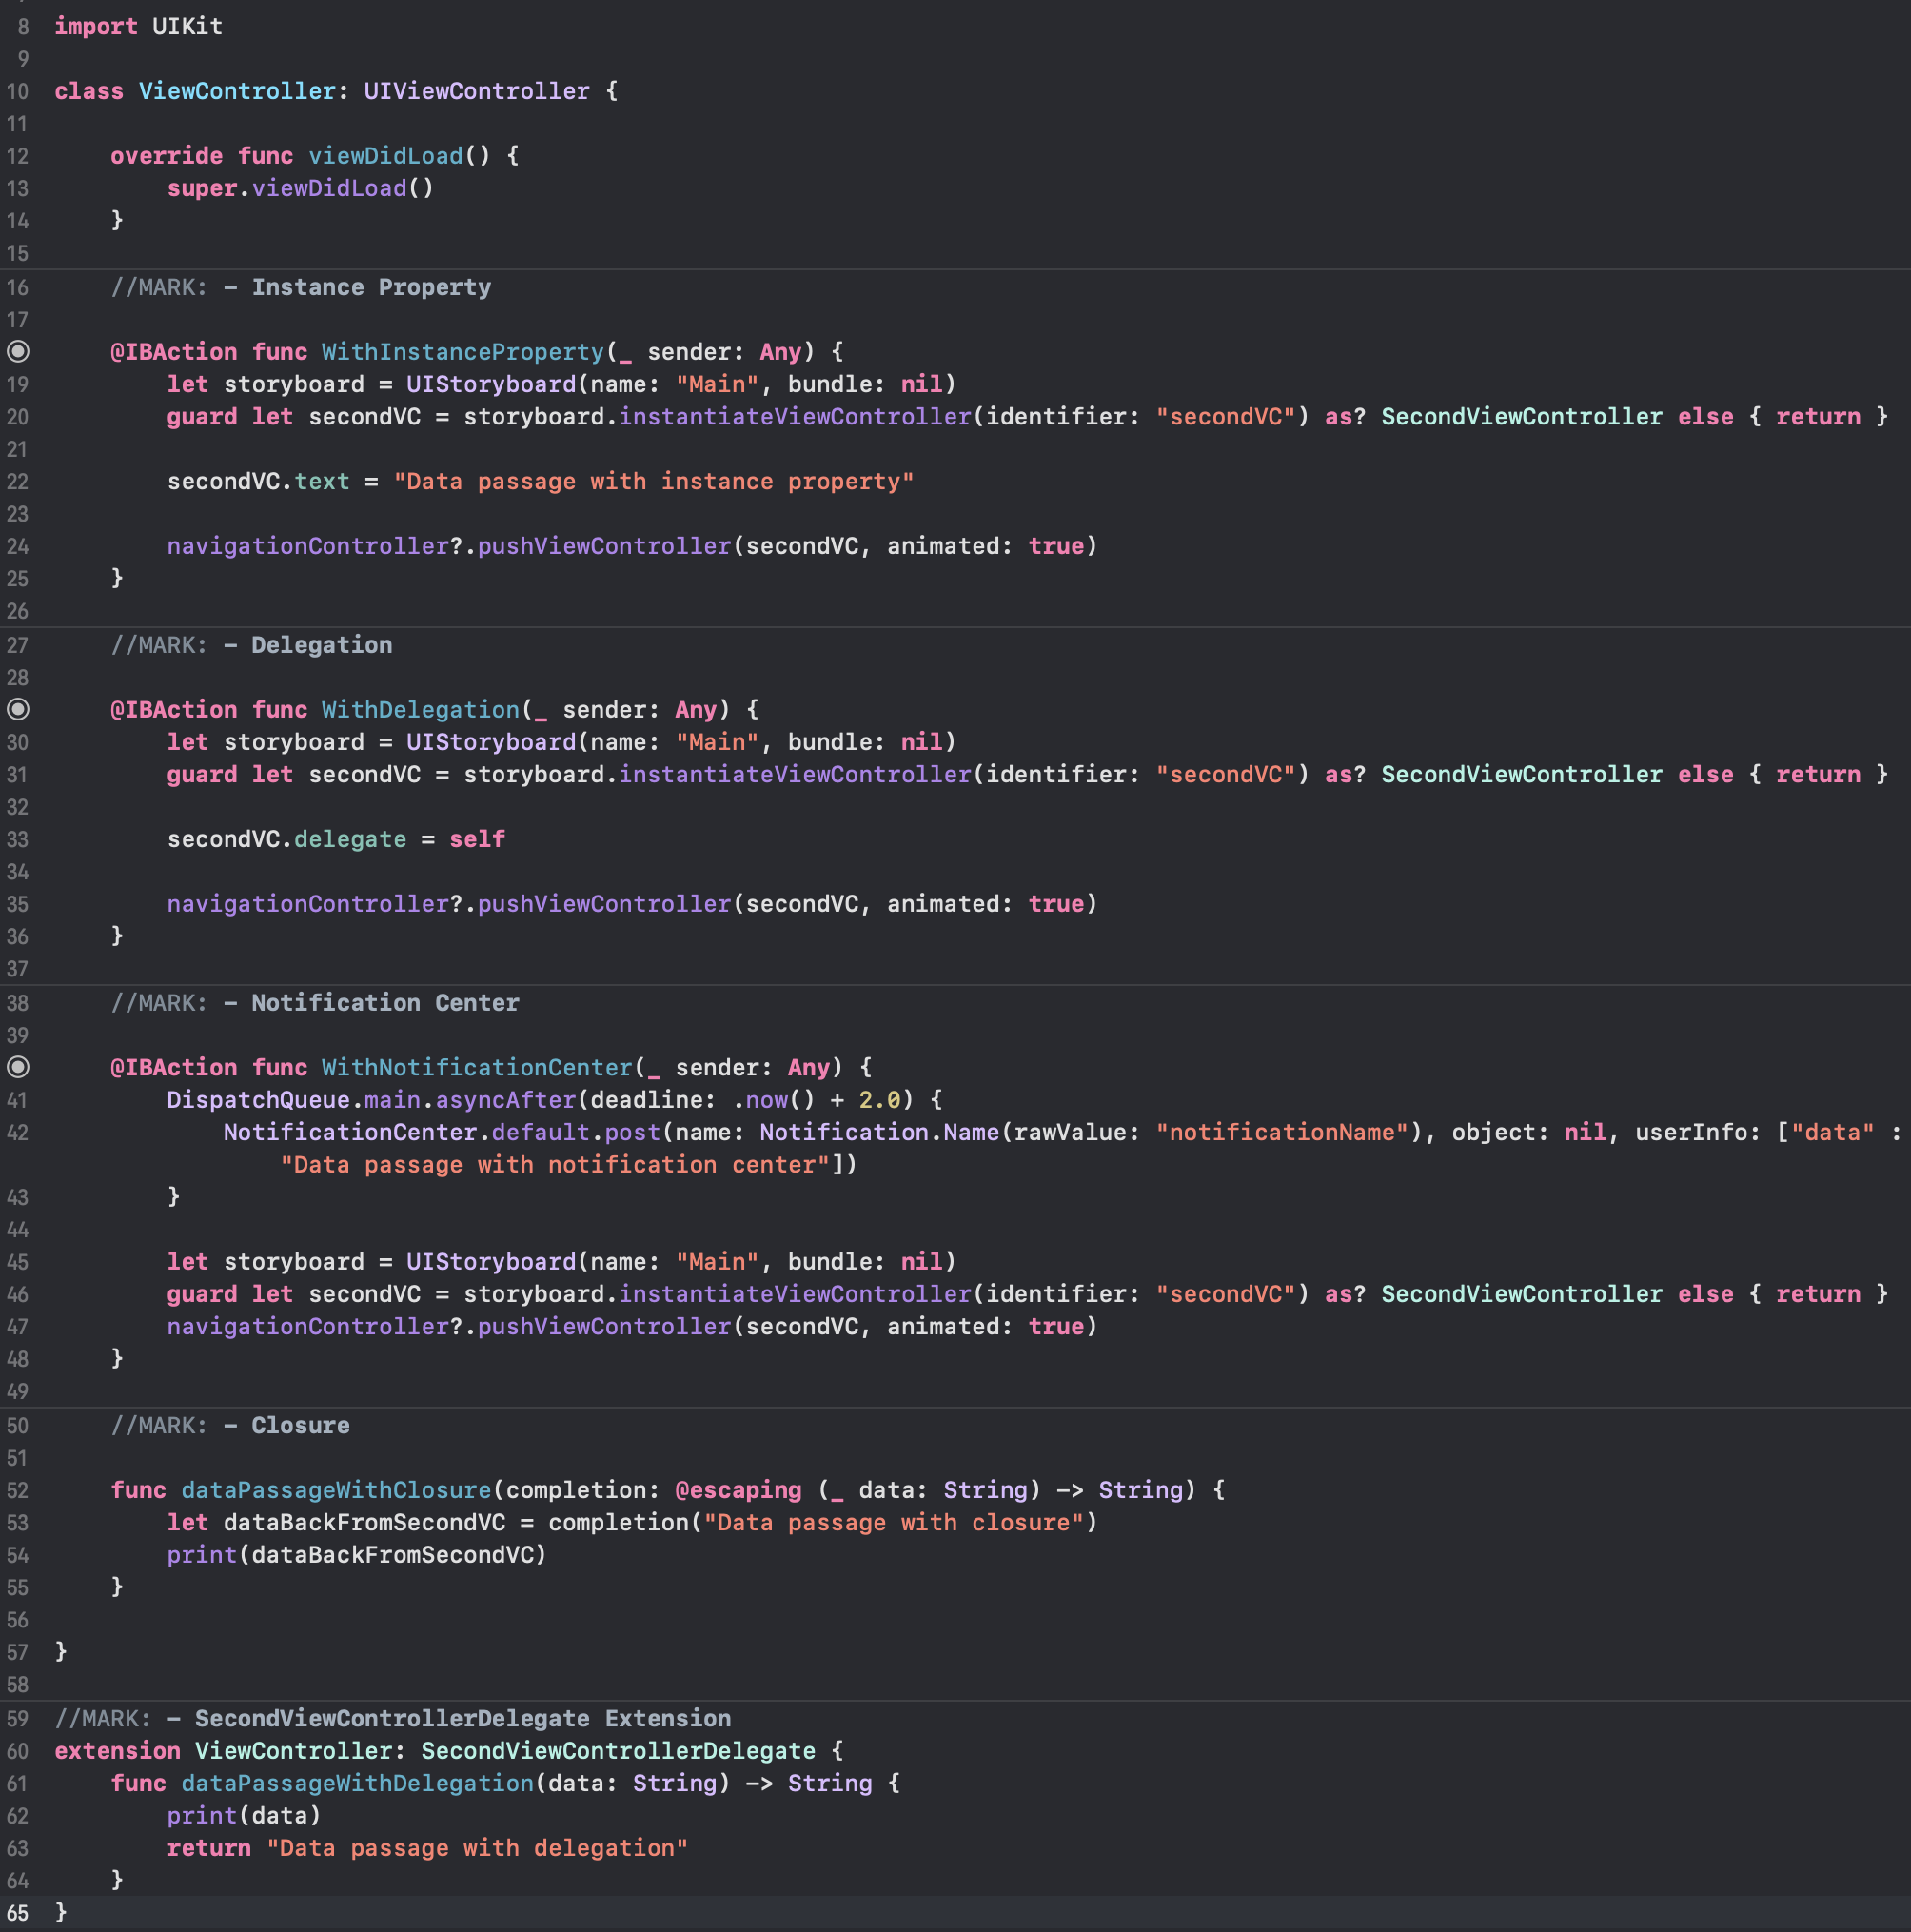 8 import UIKit
9
10 class ViewController: UIViewController {
11
12     override func viewDidLoad() {
13         super.viewDidLoad()
14     }
15
16     //MARK: - Instance Property
17
    @IBAction func WithInstanceProperty(_ sender: Any) {
19         let storyboard = UIStoryboard(name: "Main", bundle: nil)
20         guard let secondVC = storyboard.instantiateViewController(identifier: "secondVC") as? SecondViewController else { return }
21
22         secondVC.text = "Data passage with instance property"
23
24         navigationController?.pushViewController(secondVC, animated: true)
25     }
26
27     //MARK: - Delegation
28
    @IBAction func WithDelegation(_ sender: Any) {
30         let storyboard = UIStoryboard(name: "Main", bundle: nil)
31         guard let secondVC = storyboard.instantiateViewController(identifier: "secondVC") as? SecondViewController else { return }
32
33         secondVC.delegate = self
34
35         navigationController?.pushViewController(secondVC, animated: true)
36     }
37
38     //MARK: - Notification Center
39
    @IBAction func WithNotificationCenter(_ sender: Any) {
41         DispatchQueue.main.asyncAfter(deadline: .now() + 2.0) {
42             NotificationCenter.default.post(name: Notification.Name(rawValue: "notificationName"), object: nil, userInfo: ["data" :
                "Data passage with notification center"])
43         }
44
45         let storyboard = UIStoryboard(name: "Main", bundle: nil)
46         guard let secondVC = storyboard.instantiateViewController(identifier: "secondVC") as? SecondViewController else { return }
47         navigationController?.pushViewController(secondVC, animated: true)
48     }
49
50     //MARK: - Closure
51
52     func dataPassageWithClosure(completion: @escaping (_ data: String) -> String) {
53         let dataBackFromSecondVC = completion("Data passage with closure")
54         print(dataBackFromSecondVC)
55     }
56
57 }
58
59 //MARK: - SecondViewControllerDelegate Extension
60 extension ViewController: SecondViewControllerDelegate {
61     func dataPassageWithDelegation(data: String) -> String {
62         print(data)
63         return "Data passage with delegation"
64     }
65 }